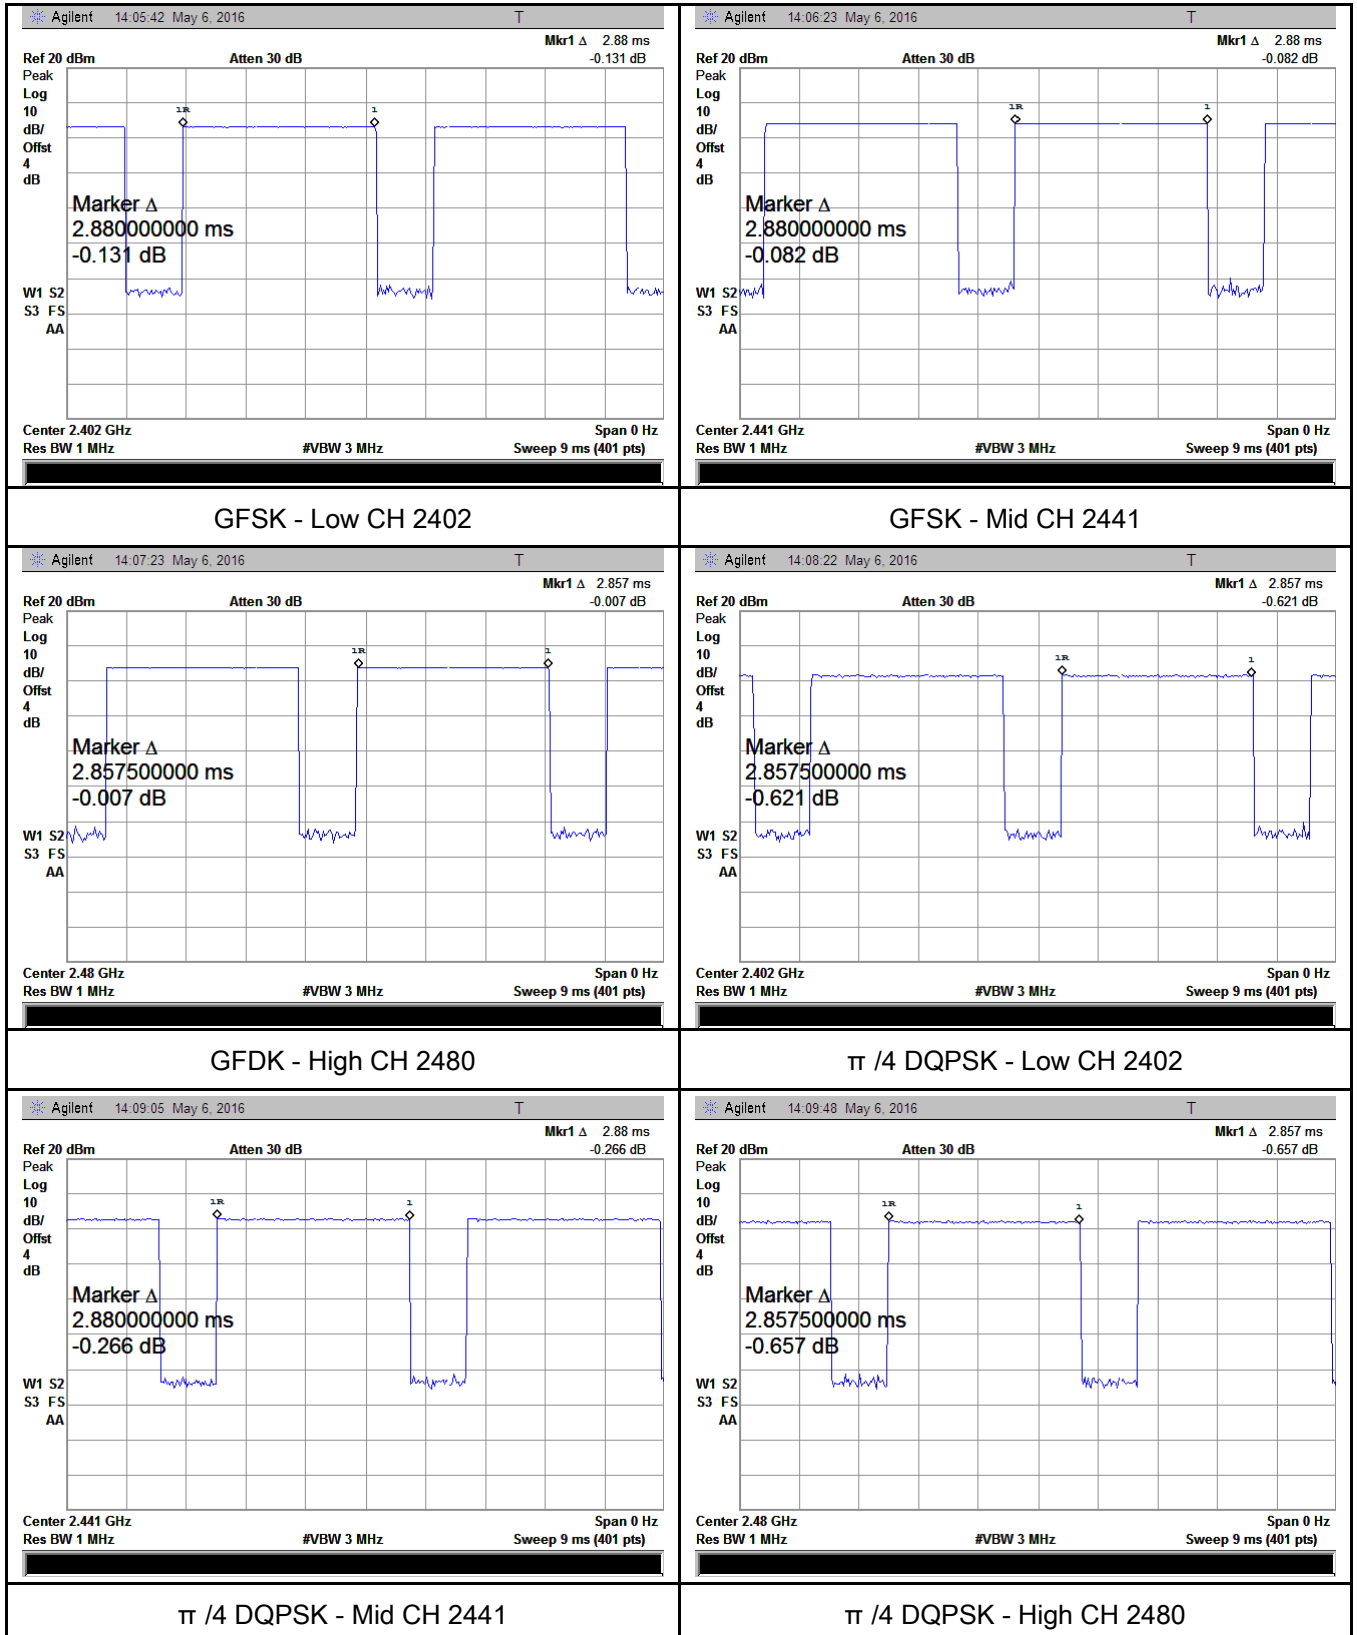 Agilent 14:05:42 May 6, 2016 T
Mkr1 Δ 2.88 ms
Ref 20 dBm Atten 30 dB -0.131 dB
Peak
Log
10
dB/
Offst
4
dB
1R 1
Marker Δ
2.880000000 ms
-0.131 dB
W1 S2
S3 FS
AA
Center 2.402 GHz Span 0 Hz
Res BW 1 MHz #VBW 3 MHz Sweep 9 ms (401 pts)
GFSK - Low CH 2402
Agilent 14:06:23 May 6, 2016 T
Mkr1 Δ 2.88 ms
Ref 20 dBm Atten 30 dB -0.082 dB
Peak
Log
10
dB/
Offst
4
dB
1R 1
Marker Δ
2.880000000 ms
-0.082 dB
W1 S2
S3 FS
AA
Center 2.441 GHz Span 0 Hz
Res BW 1 MHz #VBW 3 MHz Sweep 9 ms (401 pts)
GFSK - Mid CH 2441
Agilent 14:07:23 May 6, 2016 T
Mkr1 Δ 2.857 ms
Ref 20 dBm Atten 30 dB -0.007 dB
Peak
Log
10
dB/
Offst
4
dB
1R 1
Marker Δ
2.857500000 ms
-0.007 dB
W1 S2
S3 FS
AA
Center 2.48 GHz Span 0 Hz
Res BW 1 MHz #VBW 3 MHz Sweep 9 ms (401 pts)
GFDK - High CH 2480
Agilent 14:08:22 May 6, 2016 T
Mkr1 Δ 2.857 ms
Ref 20 dBm Atten 30 dB -0.621 dB
Peak
Log
10
dB/
Offst
4
dB
1R 1
Marker Δ
2.857500000 ms
-0.621 dB
W1 S2
S3 FS
AA
Center 2.402 GHz Span 0 Hz
Res BW 1 MHz #VBW 3 MHz Sweep 9 ms (401 pts)
π /4 DQPSK - Low CH 2402
Agilent 14:09:05 May 6, 2016 T
Mkr1 Δ 2.88 ms
Ref 20 dBm Atten 30 dB -0.266 dB
Peak
Log
10
dB/
Offst
4
dB
1R 1
Marker Δ
2.880000000 ms
-0.266 dB
W1 S2
S3 FS
AA
Center 2.441 GHz Span 0 Hz
Res BW 1 MHz #VBW 3 MHz Sweep 9 ms (401 pts)
π /4 DQPSK - Mid CH 2441
Agilent 14:09:48 May 6, 2016 T
Mkr1 Δ 2.857 ms
Ref 20 dBm Atten 30 dB -0.657 dB
Peak
Log
10
dB/
Offst
4
dB
1R 1
Marker Δ
2.857500000 ms
-0.657 dB
W1 S2
S3 FS
AA
Center 2.48 GHz Span 0 Hz
Res BW 1 MHz #VBW 3 MHz Sweep 9 ms (401 pts)
π /4 DQPSK - High CH 2480